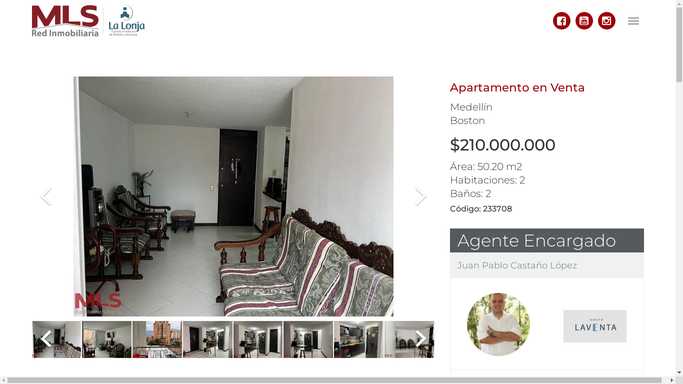 MLS
Red Inmobiliaria
La Lonja
Apartamento en Venta
Medellín
Boston
$210.000.000
Área: 50.20 m2
Habitaciones: 2
Baños: 2
Código: 233708
Agente Encargado
Juan Pablo Castaño López
MLS
LAVENTA